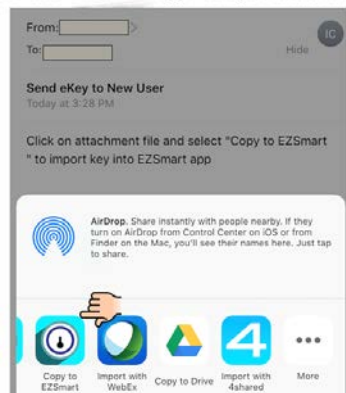 From:
IC
To:
Hide
Send eKey to New User
Today at 3:28 PM
Click on attachment file and select "Copy to EZSmart
" to import key into EZSmart app
AirDrop. Share instantly with people nearby. If they
turn on AirDrop from Control Center on iOS or from
Finder on the Mac, you'll see their names here. Just tap
to share.
4
Copy to
EZSmart
Import with
WebEx
Copy to Drive
Import with
4shared
More